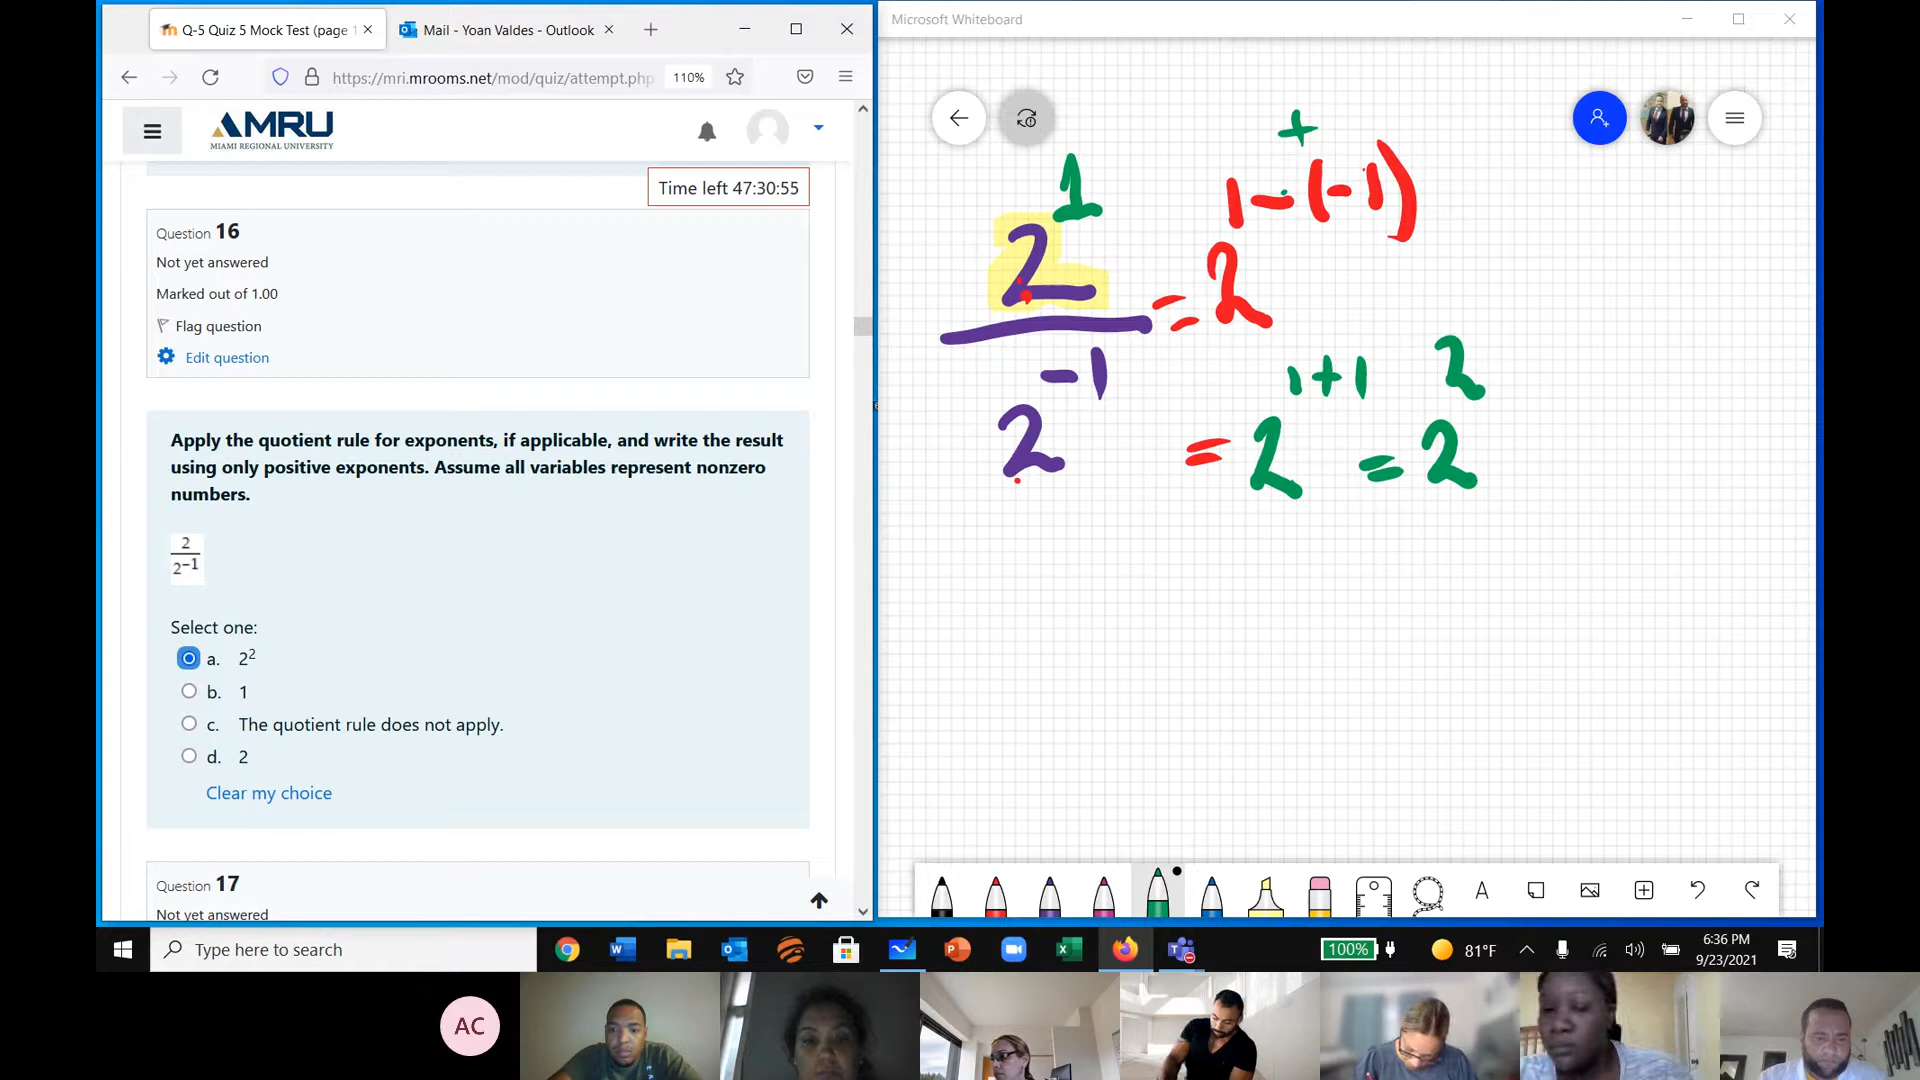 Q-5 Quiz 5 Mock Test (page 1
Mail - Yoan Valdes - Outlook
https://mri.mrooms.net/mod/quiz/attempt.php
110%
AMRU
MIAMI REGIONAL UNIVERSITY
Time left 47:30:55
Question 16
Not yet answered
Marked out of 1.00
Flag question
Edit question
Apply the quotient rule for exponents, if applicable, and write the result
using only positive exponents. Assume all variables represent nonzero
numbers.
2
2⁻¹
Select one:
a. 2²
b. 1
c. The quotient rule does not apply.
d. 2
Clear my choice
Question 17
Not yet answered
Microsoft Whiteboard
+
1 1-(-1)
2 = 2
-1 1+1 2
2 = 2 = 2
A
Type here to search
100%
81°F
6:36 PM
9/23/2021
AC